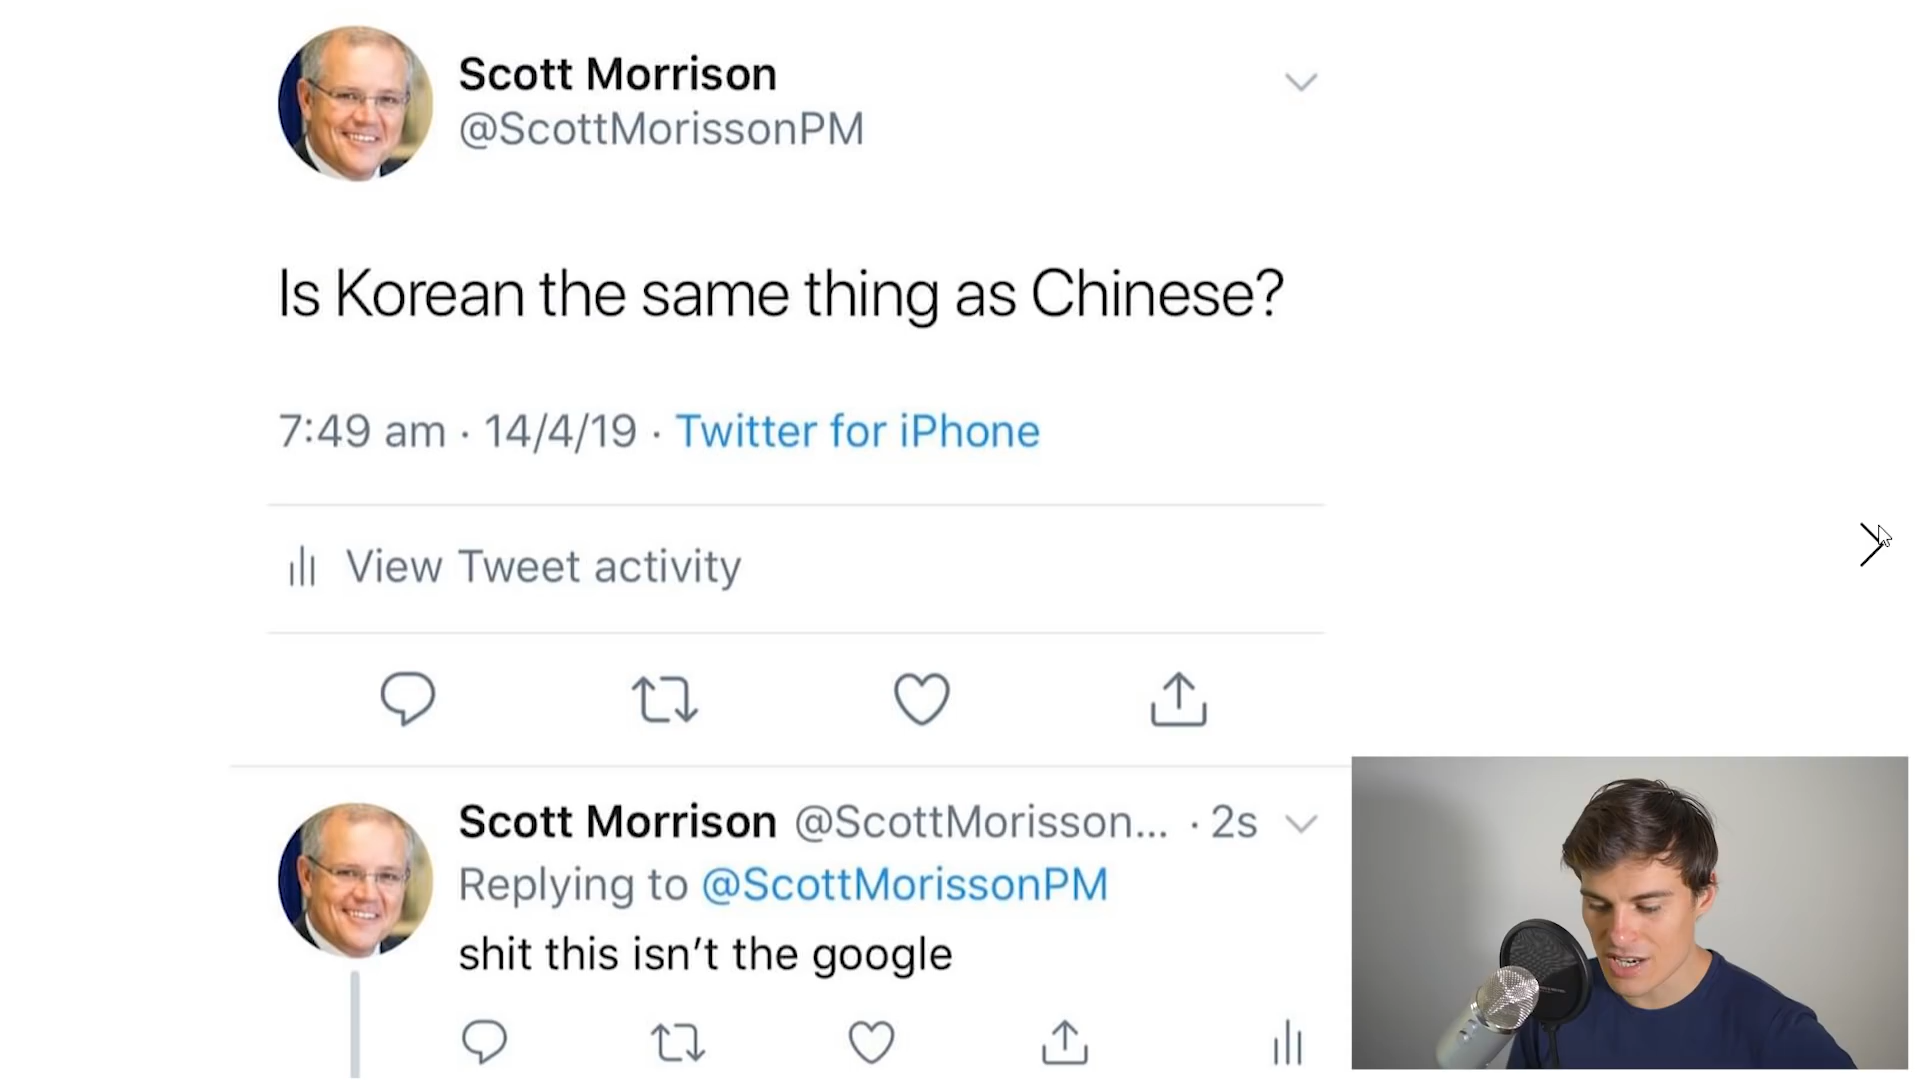 Scott Morrison
@ScottMorissonPM
Is Korean the same thing as Chinese?
7:49 am · 14/4/19 · Twitter for iPhone
View Tweet activity
Scott Morrison @ScottMorisson... · 2s
Replying to @ScottMorissonPM
shit this isn't the google